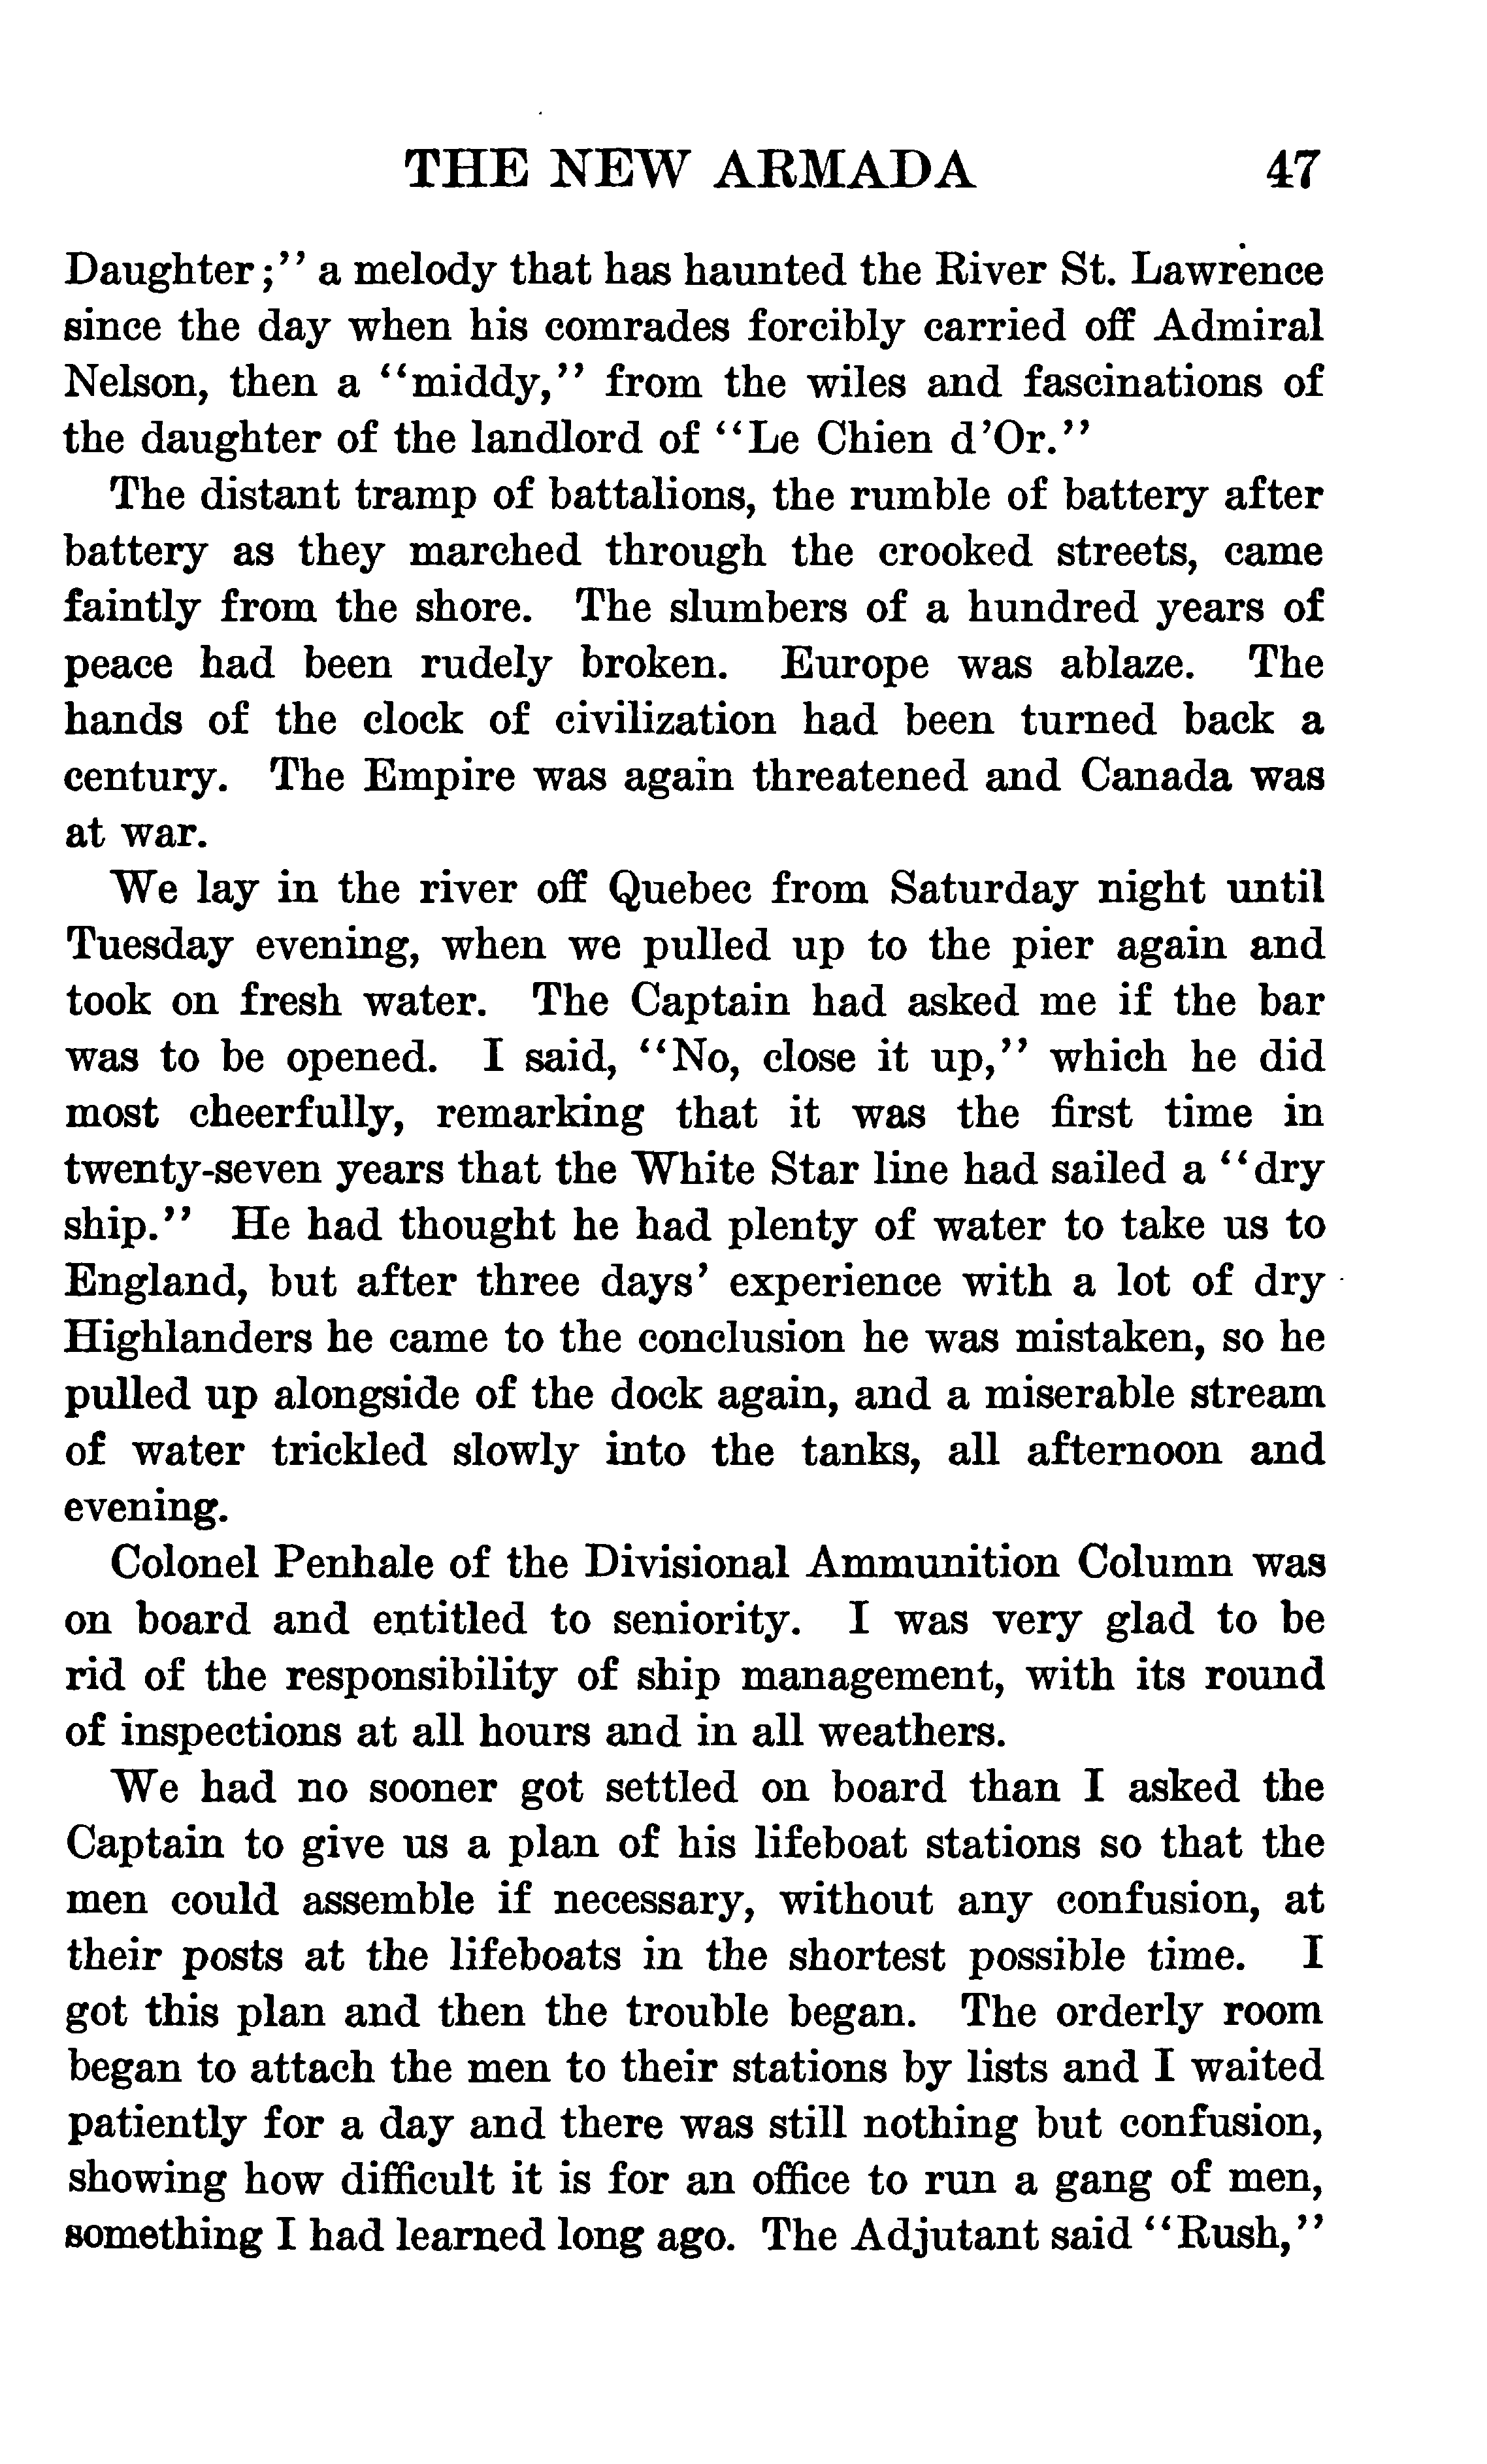 THE NEW ARMADA 47
Daughter;" a melody that has haunted the River St. Lawrence
since the day when his comrades forcibly carried off Admiral
Nelson, then a "middy," from the wiles and fascinations of
the daughter of the landlord of "Le Chien d'Or."
The distant tramp of battalions, the rumble of battery after
battery as they marched through the crooked streets, came
faintly from the shore. The slumbers of a hundred years of
peace had been rudely broken. Europe was ablaze. The
hands of the clock of civilization had been turned back a
century. The Empire was again threatened and Canada was
at war.
We lay in the river off Quebec from Saturday night until
Tuesday evening, when we pulled up to the pier again and
took on fresh water. The Captain had asked me if the bar
was to be opened. I said, "No, close it up," which he did
most cheerfully, remarking that it was the first time in
twenty-seven years that the White Star line had sailed a "dry
ship." He had thought he had plenty of water to take us to
England, but after three days' experience with a lot of dry
Highlanders he came to the conclusion he was mistaken, so he
pulled up alongside of the dock again, and a miserable stream
of water trickled slowly into the tanks, all afternoon and
evening.
Colonel Penhale of the Divisional Ammunition Column was
on board and entitled to seniority. I was very glad to be
rid of the responsibility of ship management, with its round
of inspections at all hours and in all weathers.
We had no sooner got settled on board than I asked the
Captain to give us a plan of his lifeboat stations so that the
men could assemble if necessary, without any confusion, at
their posts at the lifeboats in the shortest possible time. I
got this plan and then the trouble began. The orderly room
began to attach the men to their stations by lists and I waited
patiently for a day and there was still nothing but confusion,
showing how difficult it is for an office to run a gang of men,
something I had learned long ago. The Adjutant said "Rush,"